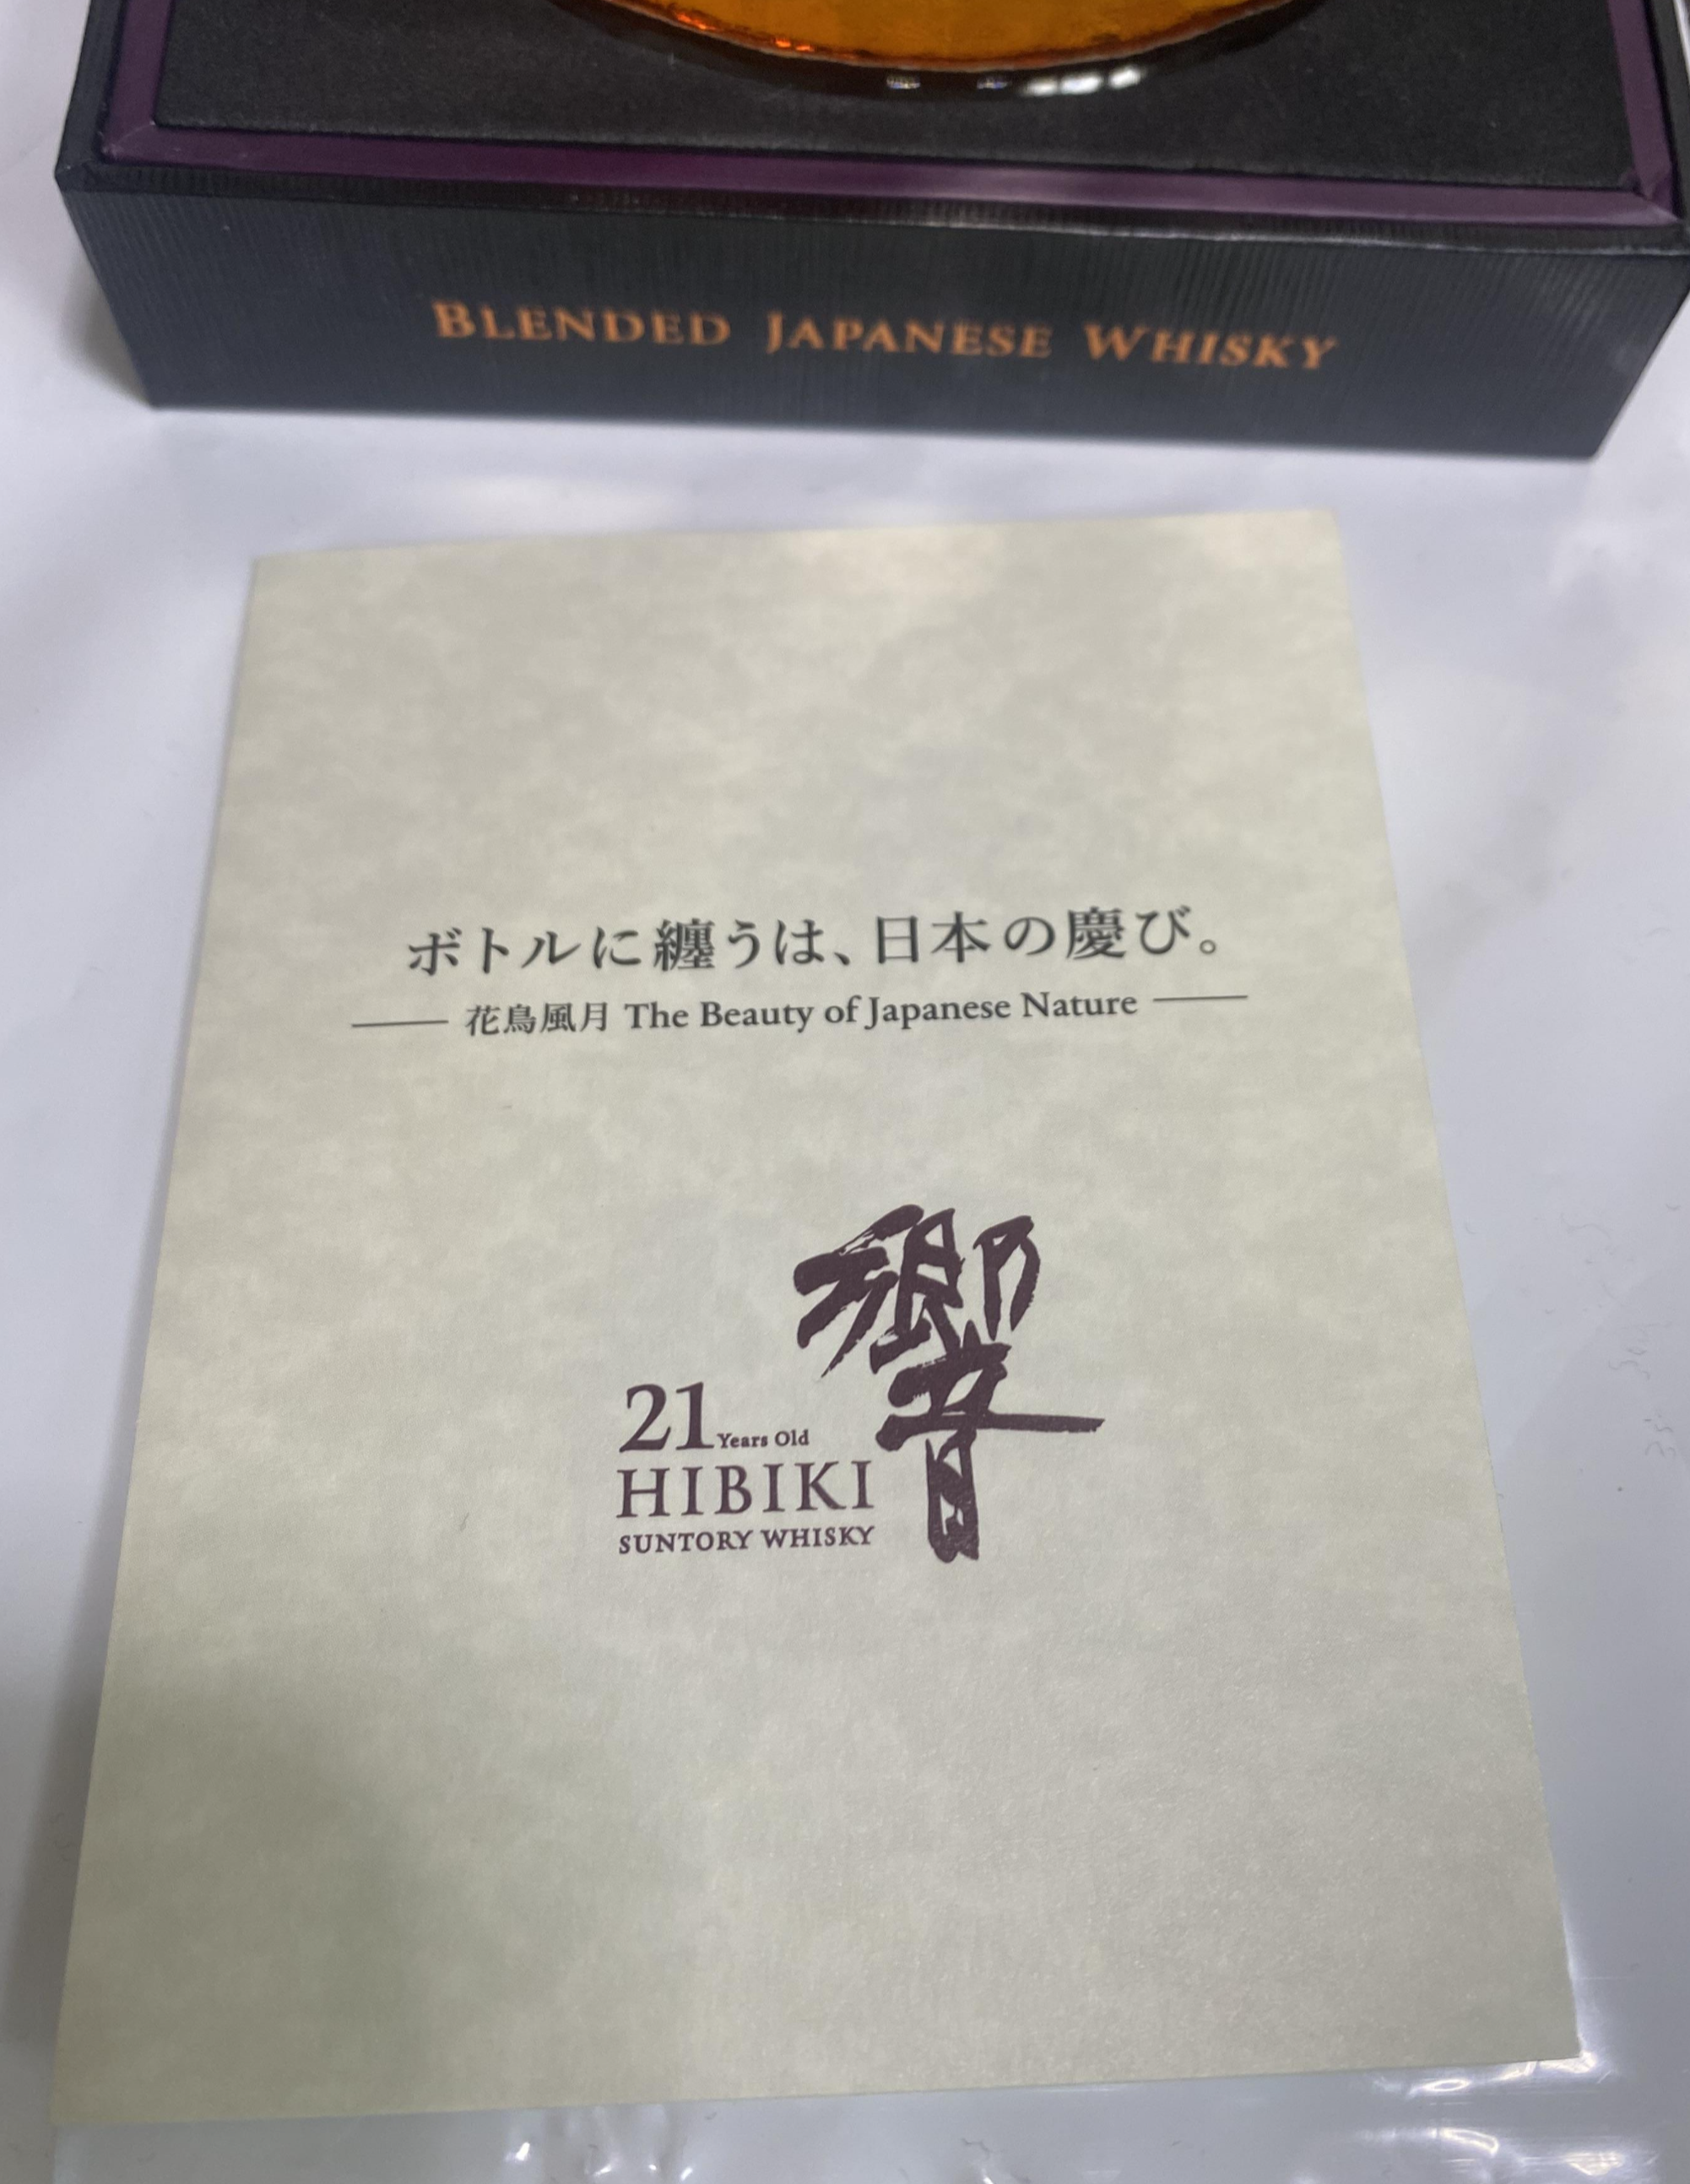 BLENDED JAPANESE WHISKY
ボトルに纏うは、日本の慶び。
花鳥風月 The Beauty of Japanese Nature
響
21 Years Old
HIBIKI
SUNTORY WHISKY